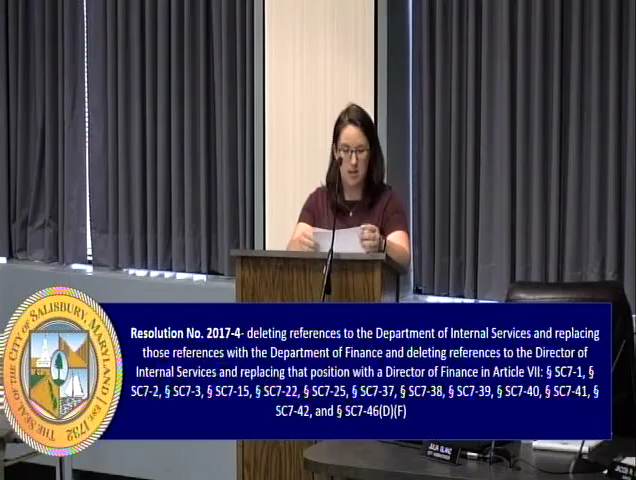 THE SEAL OF THE CITY OF SALISBURY, MARYLAND EST. 1732
Resolution No. 2017-4- deleting references to the Department of Internal Services and replacing
those references with the Department of Finance and deleting references to the Director of
Internal Services and replacing that position with a Director of Finance in Article VII: § SC7-1, §
SC7-2, § SC7-3, § SC7-15, § SC7-22, § SC7-25, § SC7-37, § SC7-38, § SC7-39, § SC7-40, § SC7-41, §
SC7-42, and § SC7-46(D)(F)
JULIA GLANZ